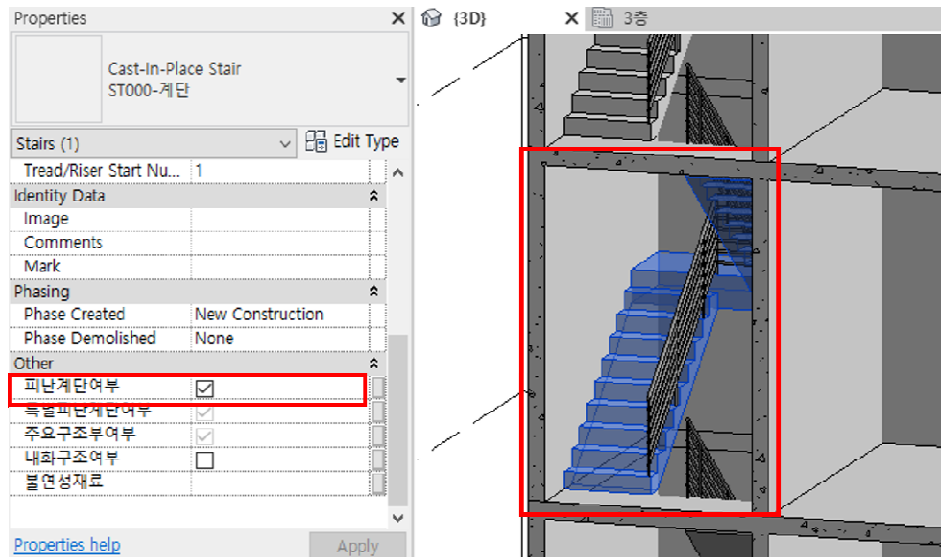 Properties
{3D}
3층
Cast-In-Place Stair
ST000-계단
Stairs (1)
Edit Type
Tread/Riser Start Nu... 1
Identity Data
Image
Comments
Mark
Phasing
Phase Created New Construction
Phase Demolished None
Other
피난계단여부
특별피난계단여부
주요구조부여부
내화구조여부
불연성재료
Properties help
Apply